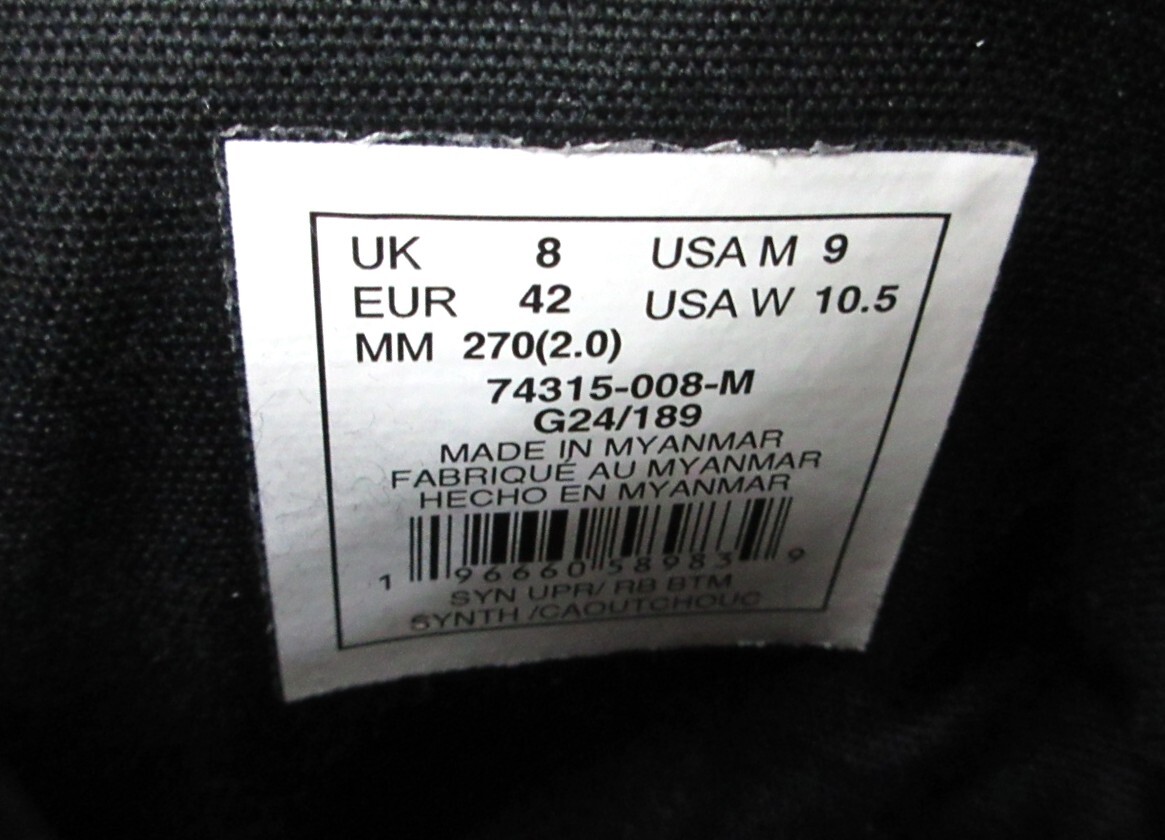 UK 8 USA M 9
EUR 42 USA W 10.5
MM 270(2.0)
74315-008-M
G24/189
MADE IN MYANMAR
FABRIQUÉ AU MYANMAR
HECHO EN MYANMAR
1 96660 58983 9
SYN UPR/ RB BTM
SYNTH /CAOUTCHOUC